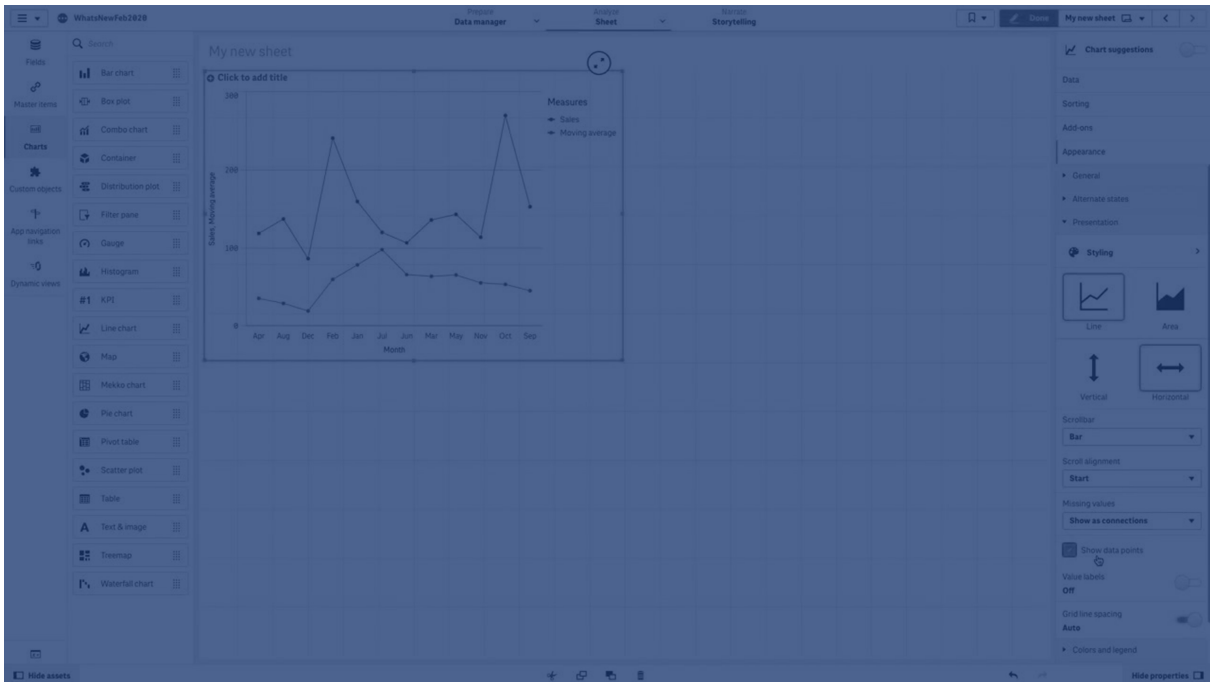 WhatsNewFeb2020
Prepare
Data manager
Analyze
Sheet
Narrate
Storytelling
Done
My new sheet
Fields
Master items
Charts
Custom objects
App navigation
links
Dynamic views
Search
Bar chart
Box plot
Combo chart
Container
Distribution plot
Filter pane
Gauge
Histogram
#1 KPI
Line chart
Map
Mekko chart
Pie chart
Pivot table
Scatter plot
Table
A Text & image
Treemap
Waterfall chart
My new sheet
Click to add title
300
200
100
0
Sales, Moving average
Apr Aug Dec Feb Jan Jul Jun Mar May Nov Oct Sep
Month
Measures
Sales
Moving average
Chart suggestions
Data
Sorting
Add-ons
Appearance
General
Alternate states
Presentation
Styling
Line
Area
Vertical
Horizontal
Scrollbar
Bar
Scroll alignment
Start
Missing values
Show as connections
Show data points
Value labels
Off
Grid line spacing
Auto
Colors and legend
Hide assets
Hide properties